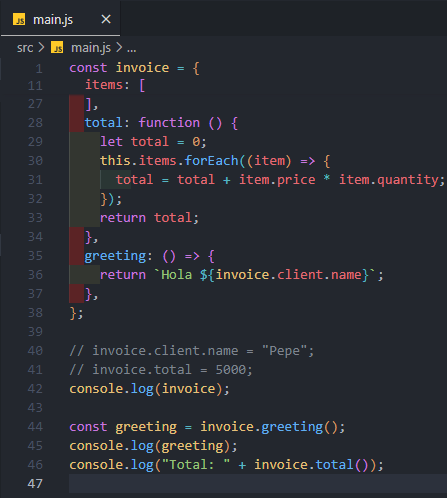 JS main.js ×
src > JS main.js > ...
1 const invoice = {
11 items: [
27 ],
28 total: function () {
29 let total = 0;
30 this.items.forEach((item) => {
31 total = total + item.price * item.quantity;
32 });
33 return total;
34 },
35 greeting: () => {
36 return `Hola ${invoice.client.name}`;
37 },
38 };
39
40 // invoice.client.name = "Pepe";
41 // invoice.total = 5000;
42 console.log(invoice);
43
44 const greeting = invoice.greeting();
45 console.log(greeting);
46 console.log("Total: " + invoice.total());
47